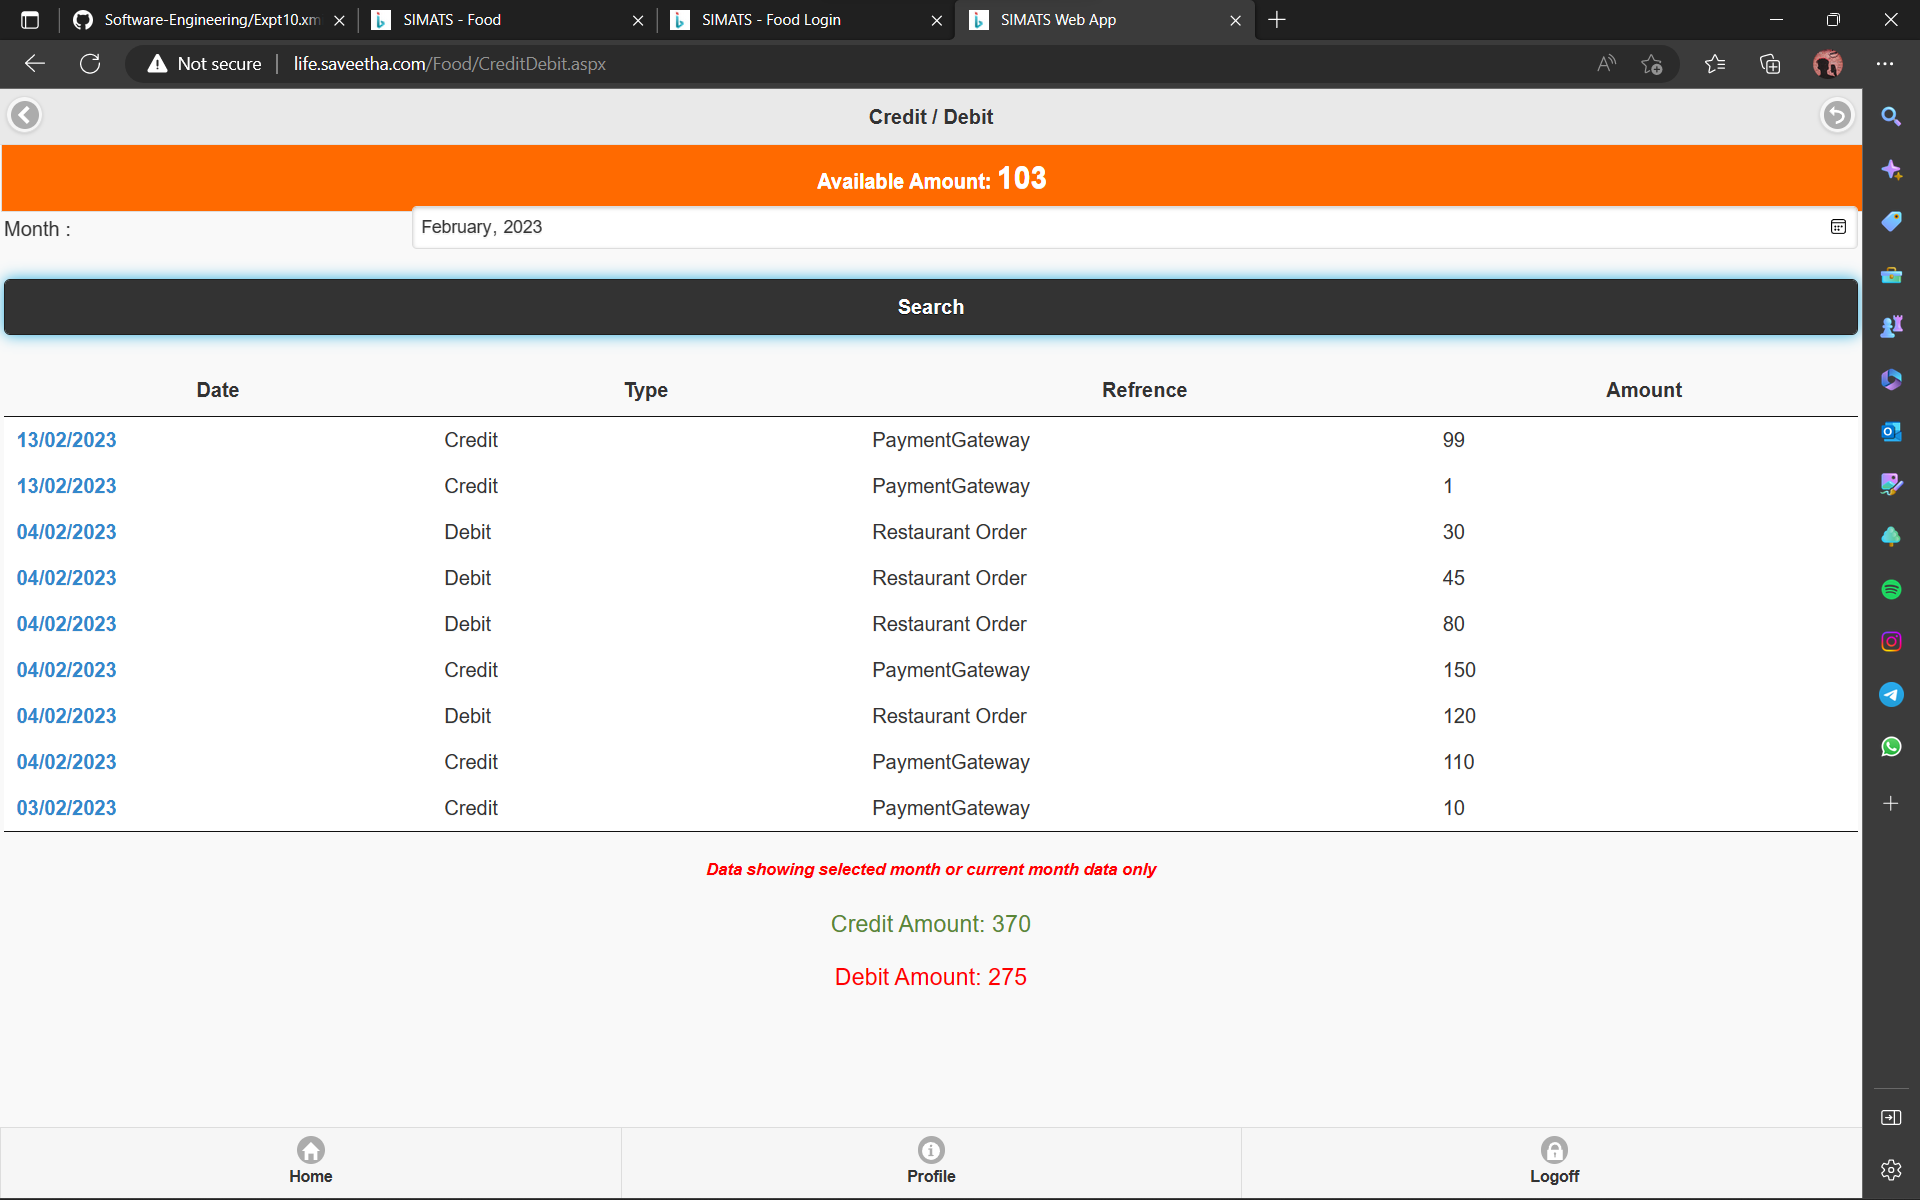 Software-Engineering/Expt10.xm
SIMATS - Food
SIMATS - Food Login
SIMATS Web App
Not secure
life.saveetha.com/Food/CreditDebit.aspx
Credit / Debit
Available Amount: 103
Month :
February, 2023
Search
Date Type Refrence Amount
13/02/2023 Credit PaymentGateway 99
13/02/2023 Credit PaymentGateway 1
04/02/2023 Debit Restaurant Order 30
04/02/2023 Debit Restaurant Order 45
04/02/2023 Debit Restaurant Order 80
04/02/2023 Credit PaymentGateway 150
04/02/2023 Debit Restaurant Order 120
04/02/2023 Credit PaymentGateway 110
03/02/2023 Credit PaymentGateway 10
Data showing selected month or current month data only
Credit Amount: 370
Debit Amount: 275
Home
Profile
Logoff